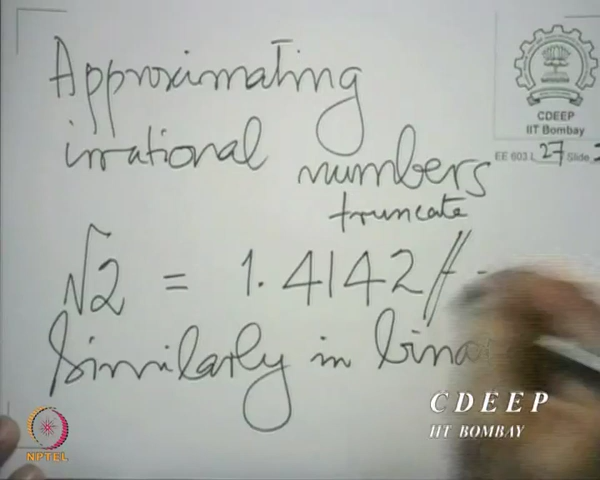 Approximating
irrational numbers
truncate
√2 = 1.4142
Similarly in
CDEEP
IIT Bombay
EE 603 L 27 Slide
CDEEP
IIT BOMBAY
NPTEL